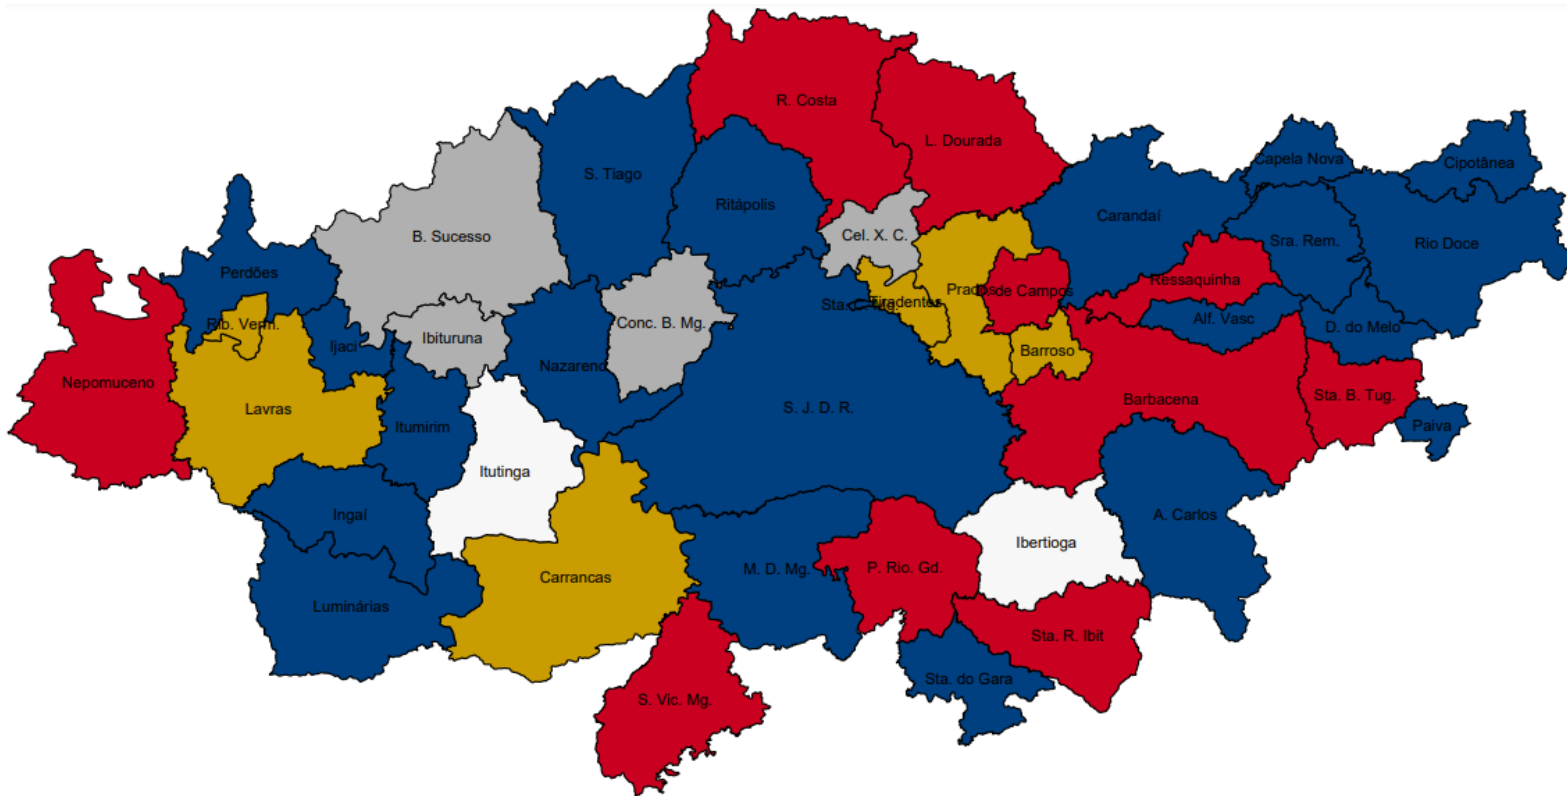 R. Costa
L. Dourada
S. Tiago
Capela Nova
Cipotânea
Ritápolis
Carandaí
B. Sucesso
Cel. X. C.
Sra. Rem.
Rio Doce
Perdões
Ressaquinha
Prados
D. de Campos
Tiradentes
Alf. Vasc
Rib. Verm.
Conc. B. Mg.
D. do Melo
Ijaci
Ibituruna
Barroso
Nazareno
Nepomuceno
Sta. B. Tug.
Barbacena
Lavras
S. J. D. R.
Itumirim
Paiva
Itutinga
Ingaí
A. Carlos
Ibertioga
M. D. Mg.
P. Rio. Gd.
Carrancas
Luminárias
Sta. R. Ibit
Sta. do Gara
S. Vic. Mg.